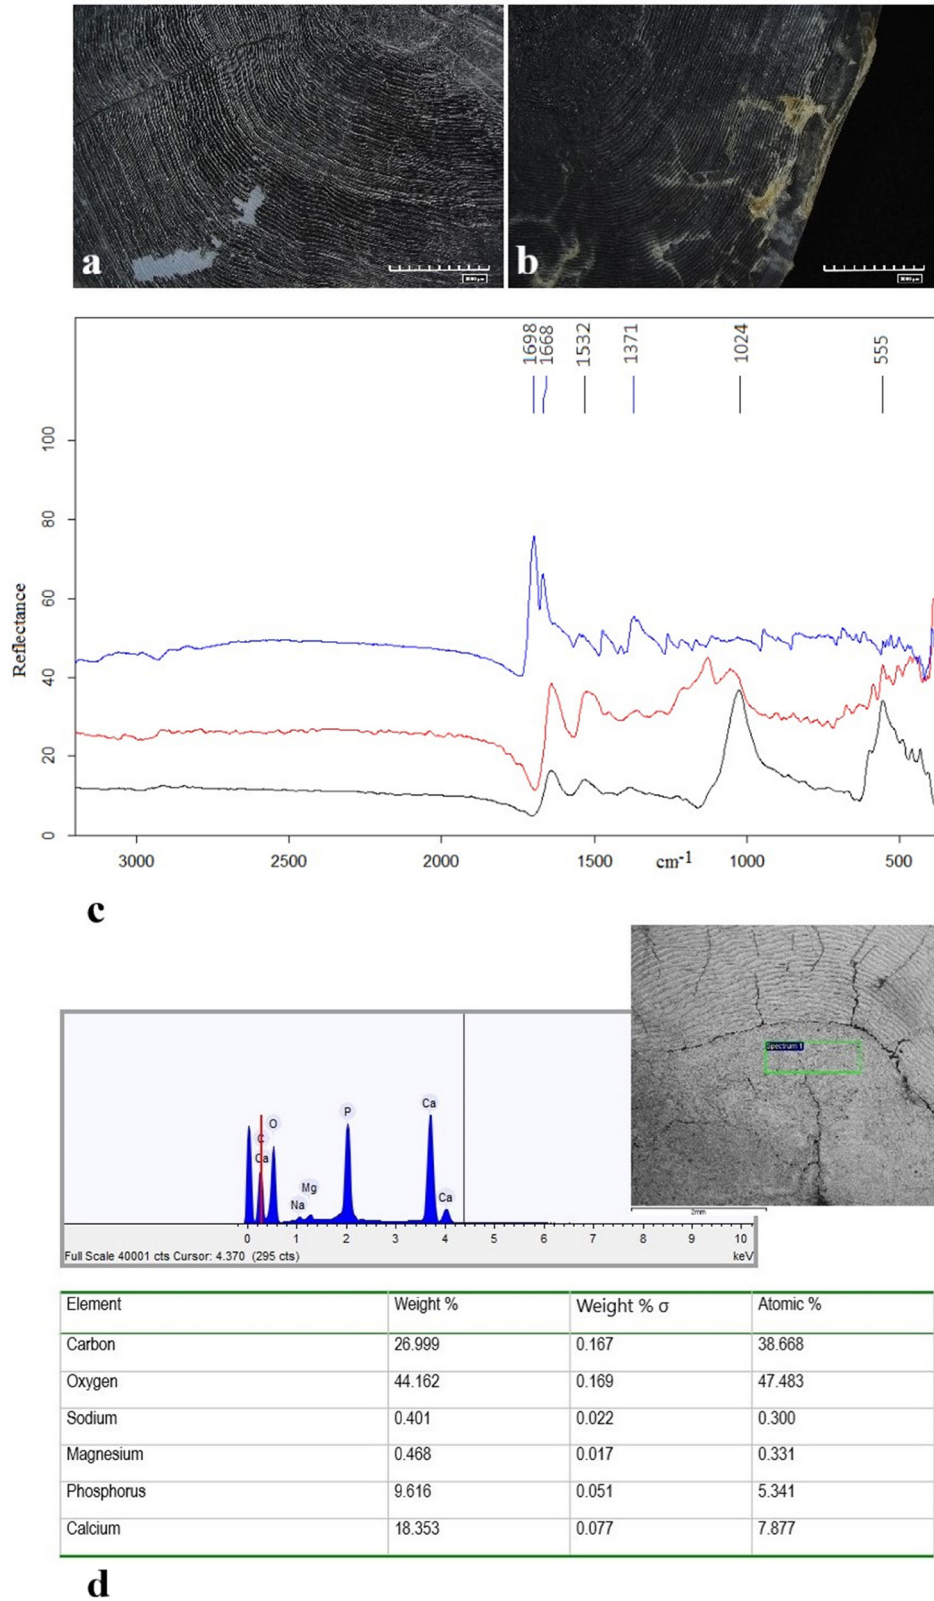 a
b
1698
1668
1532
1371
1024
555
100
80
60
40
20
0
Reflectance
3000 2500 2000 1500 cm-1 1000 500
c
Spectrum 1
2mm
C
Ca
O
Na
Mg
P
Ca
Ca
0 1 2 3 4 5 6 7 8 9 10
Full Scale 40001 cts Cursor: 4.370 (295 cts) keV
Element Weight % Weight % σ Atomic %
Carbon 26.999 0.167 38.668
Oxygen 44.162 0.169 47.483
Sodium 0.401 0.022 0.300
Magnesium 0.468 0.017 0.331
Phosphorus 9.616 0.051 5.341
Calcium 18.353 0.077 7.877
d